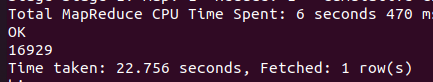 Total MapReduce CPU Time Spent: 6 seconds 470 ms
OK
16929
Time taken: 22.756 seconds, Fetched: 1 row(s)